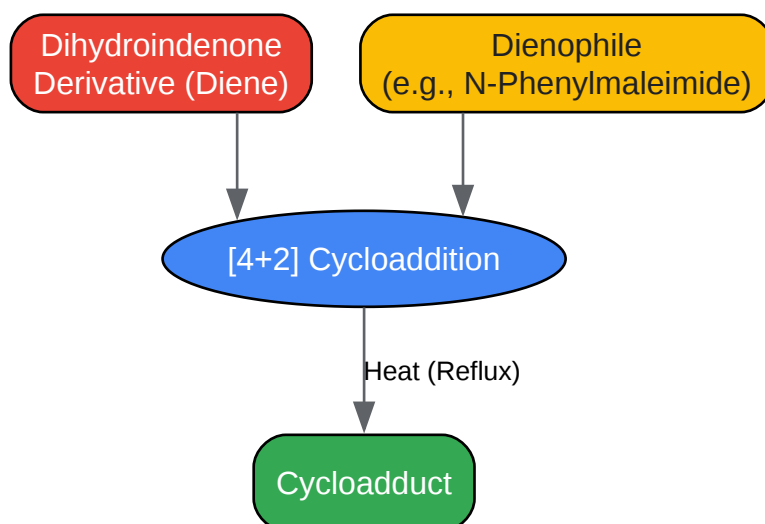 Dihydroindenone
Derivative (Diene)
Dienophile
(e.g., N-Phenylmaleimide)
[4+2] Cycloaddition
Heat (Reflux)
Cycloadduct